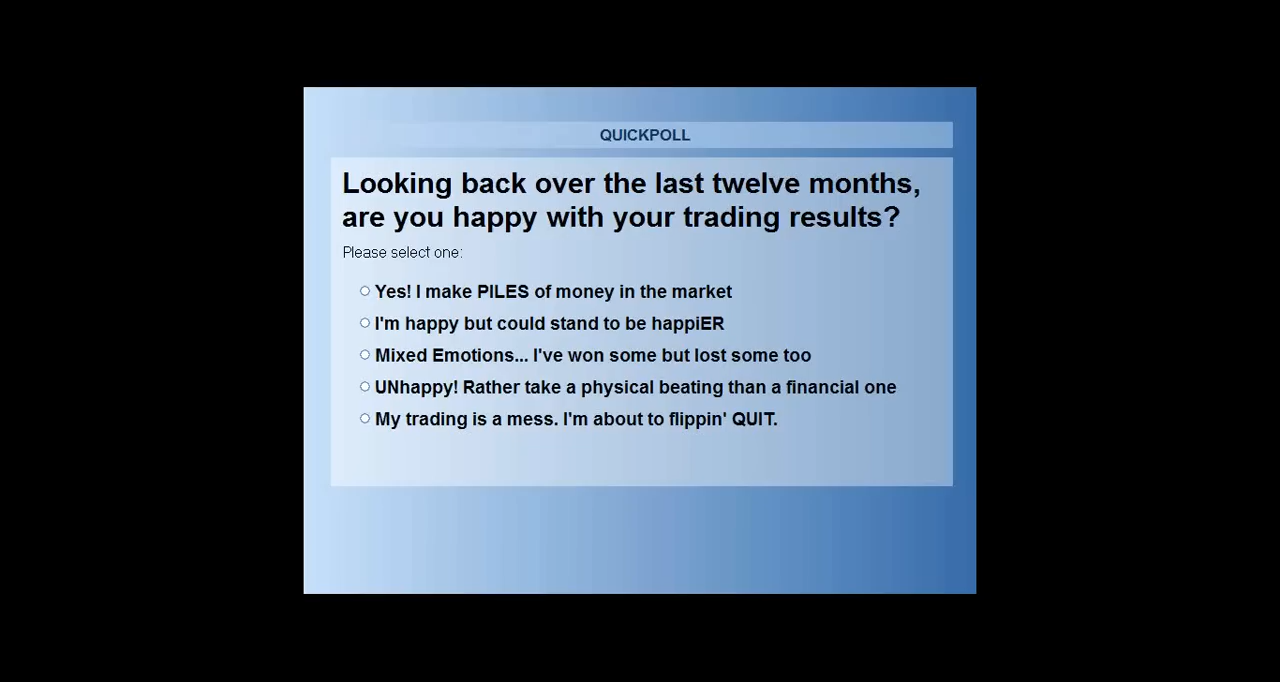 QUICKPOLL
Looking back over the last twelve months,
are you happy with your trading results?
Please select one:
Yes! I make PILES of money in the market
I'm happy but could stand to be happiER
Mixed Emotions... I've won some but lost some too
UNhappy! Rather take a physical beating than a financial one
My trading is a mess. I'm about to flippin' QUIT.